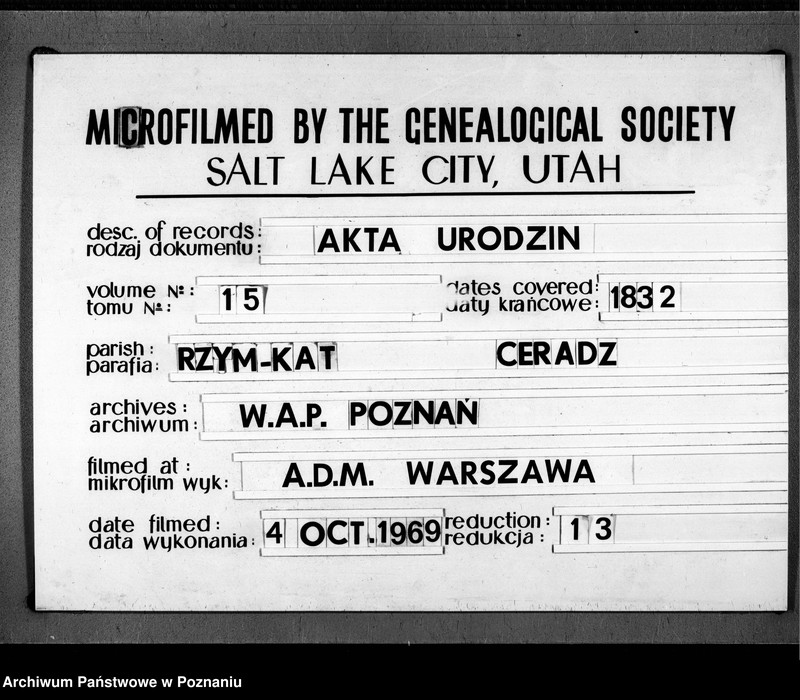 MICROFILMED BY THE GENEALOGICAL SOCIETY
SALT LAKE CITY, UTAH
desc. of records: AKTA URODZIN
rodzaj dokumentu:
volume №: 15 dates covered: 1832
tomu №: daty krańcowe:
parish: RZYM-KAT CERADZ
parafia:
archives: W.A.P. POZNAŃ
archiwum:
filmed at: A.D.M. WARSZAWA
mikrofilm wyk:
date filmed: 4 OCT.1969 reduction: 13
data wykonania: redukcja:
Archiwum Państwowe w Poznaniu